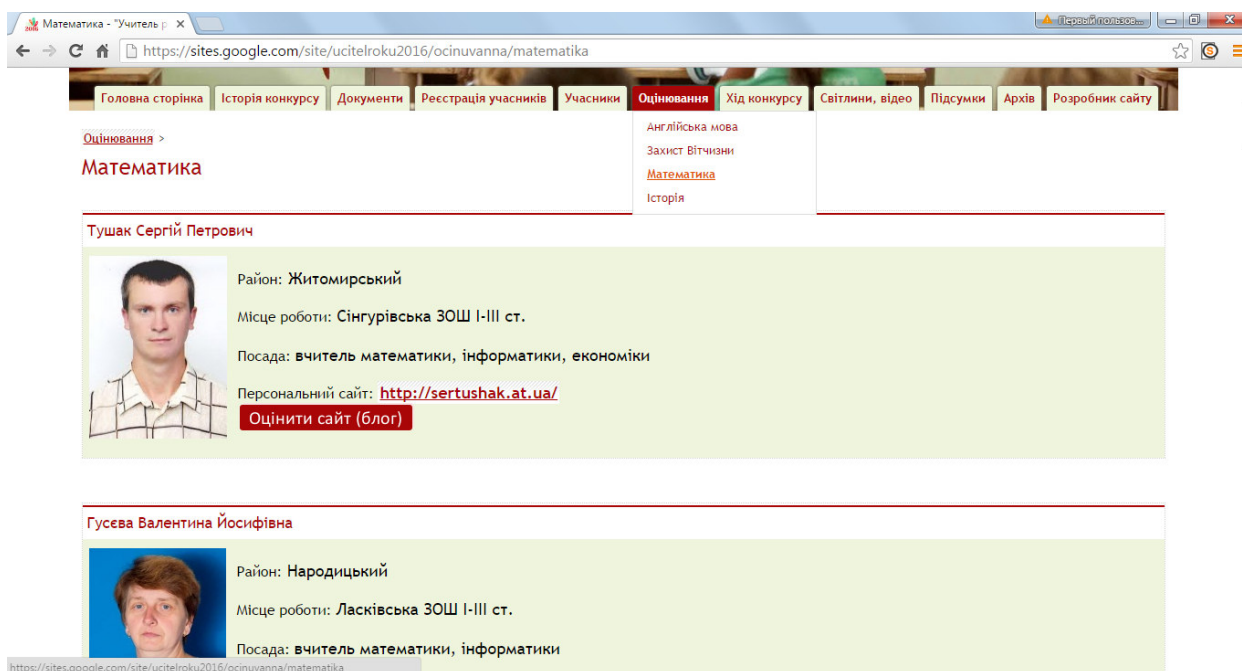 Математика - "Учитель р
Первый пользов...
https://sites.google.com/site/ucitelroku2016/ocinuvanna/matematika
Головна сторінка Історія конкурсу Документи Реєстрація учасників Учасники Оцінювання Хід конкурсу Світлини, відео Підсумки Архів Розробник сайту
Англійська мова
Захист Вітчизни
Математика
Історія
Оцінювання >
Математика
Тушак Сергій Петрович
Район: Житомирський
Місце роботи: Сінгурівська ЗОШ І-ІІІ ст.
Посада: вчитель математики, інформатики, економіки
Персональний сайт: http://sertushak.at.ua/
Оцінити сайт (блог)
Гусєва Валентина Йосифівна
Район: Народицький
Місце роботи: Ласківська ЗОШ І-ІІІ ст.
Посада: вчитель математики, інформатики
https://sites.google.com/site/ucitelroku2016/ocinuvanna/matematika